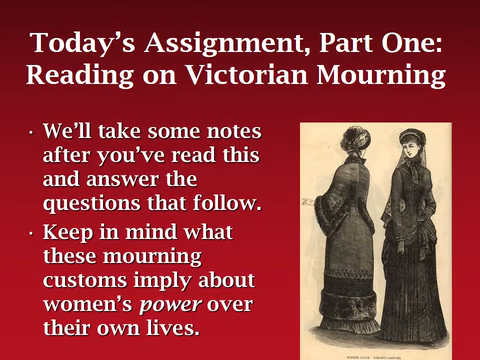 Today's Assignment, Part One:
Reading on Victorian Mourning
· We'll take some notes
after you've read this
and answer the
questions that follow.
· Keep in mind what
these mourning
customs imply about
women's power over
their own lives.